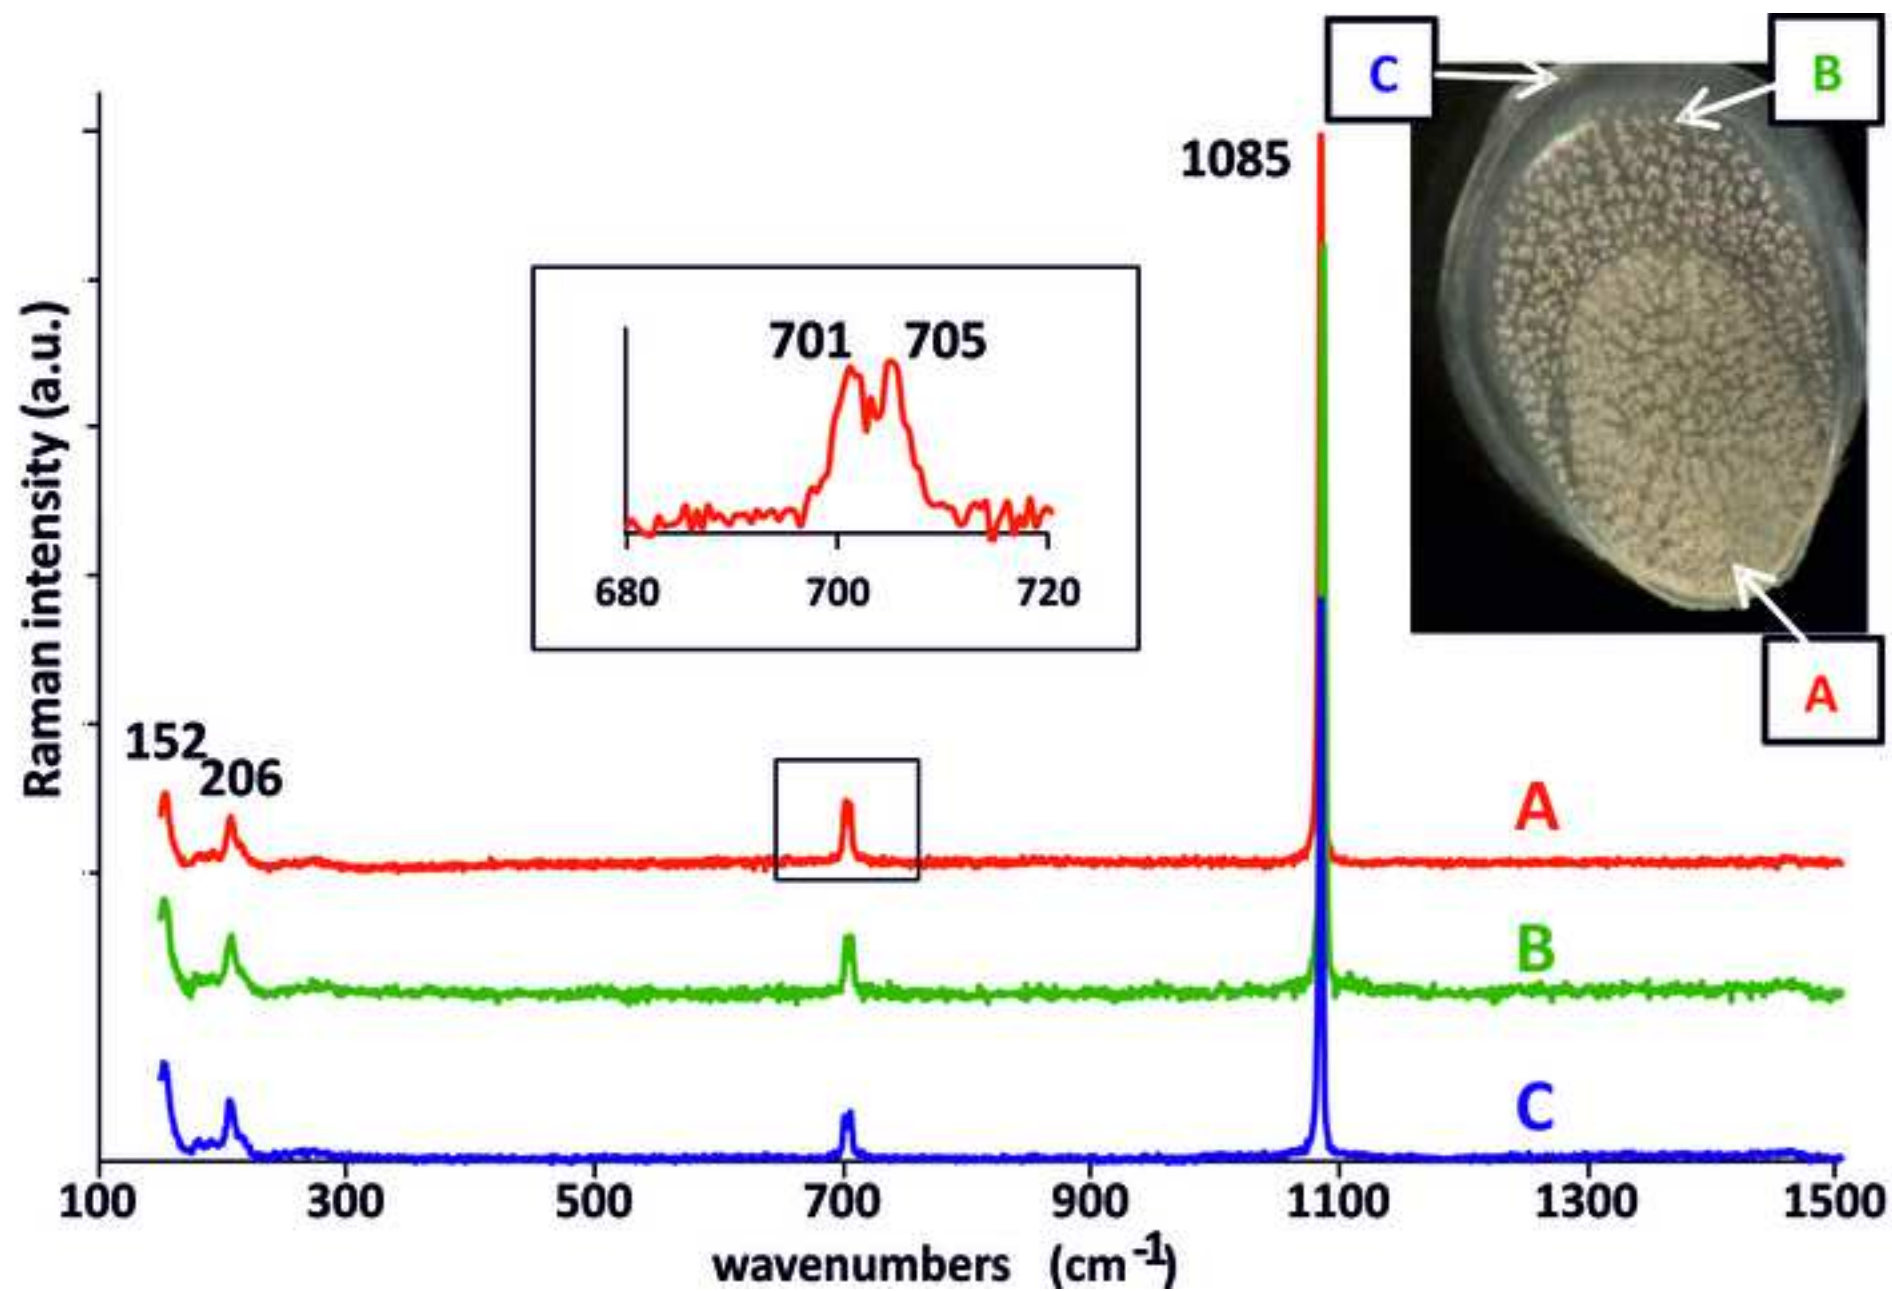 C
B
1085
701 705
680 700 720
A
152
206
A
B
C
100 300 500 700 900 1100 1300 1500
wavenumbers (cm-1)
Raman intensity (a.u.)